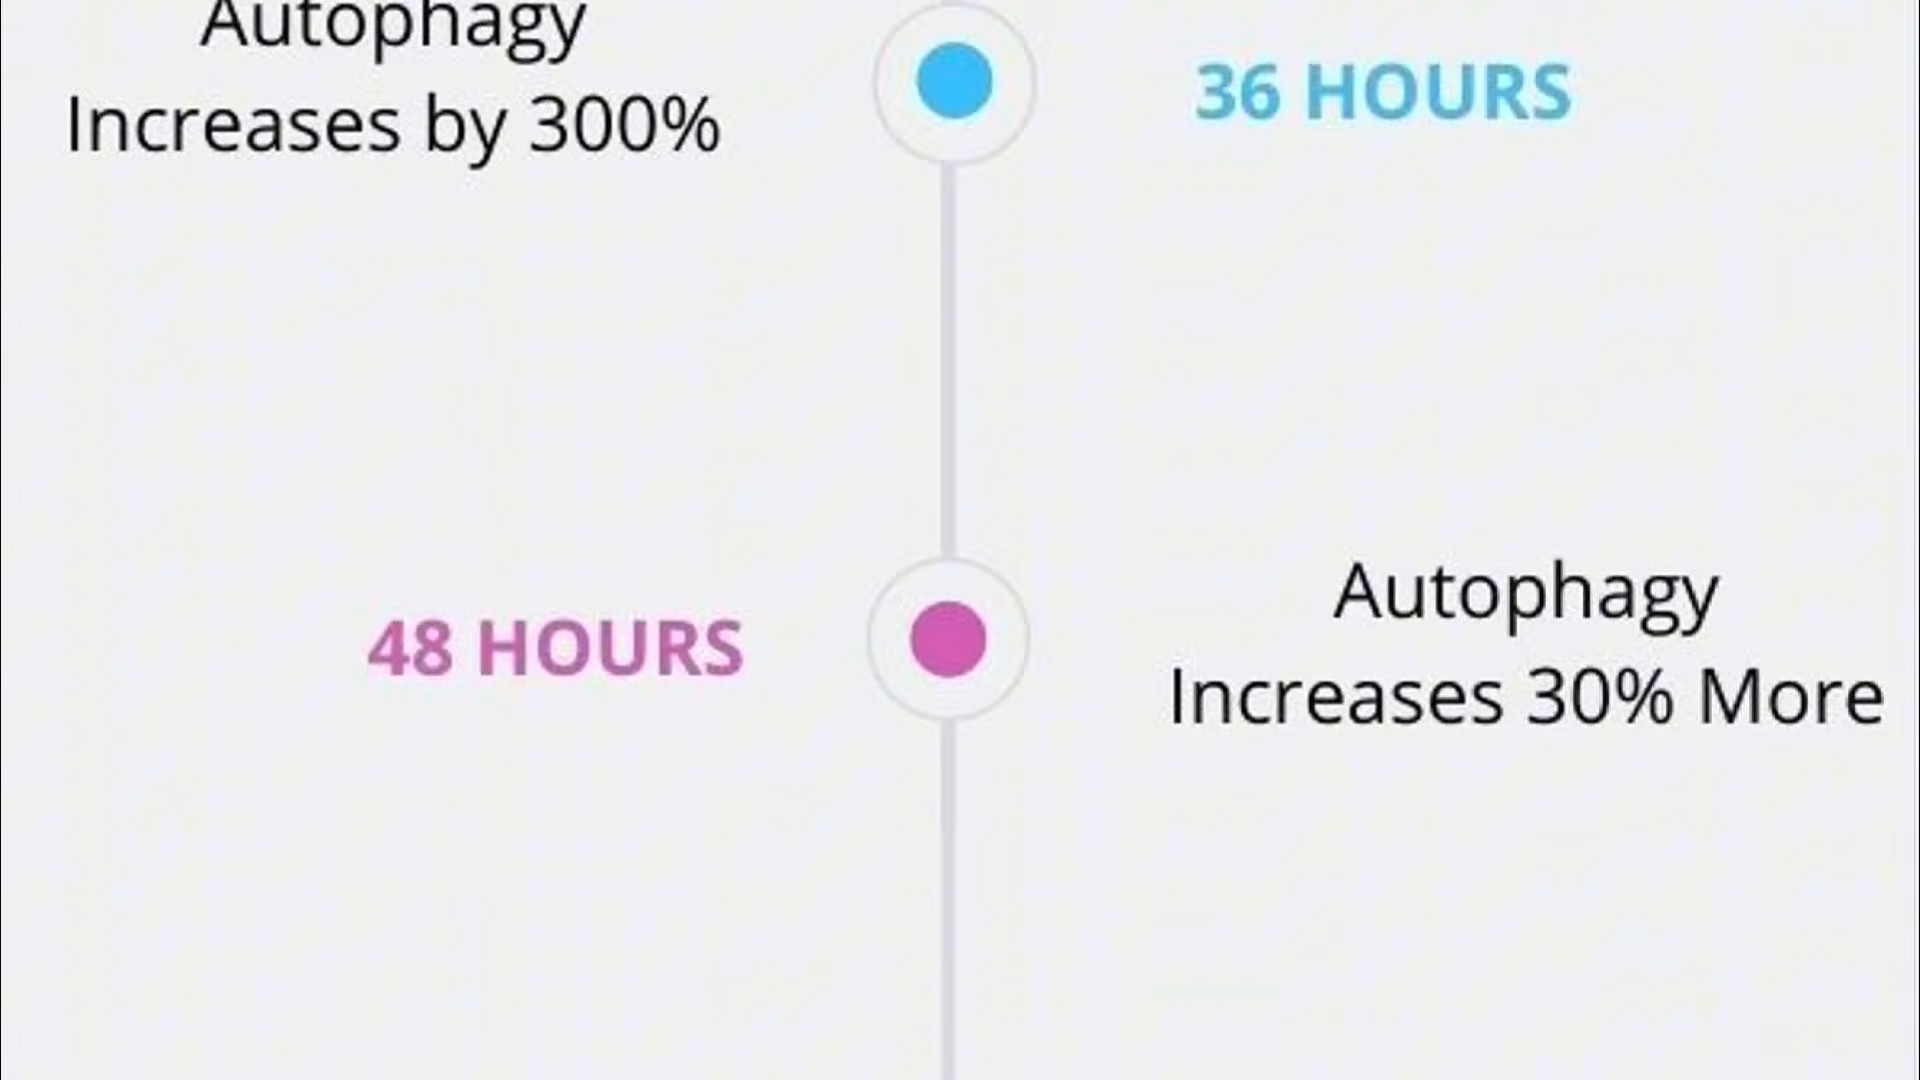 Autophagy
Increases by 300%
36 HOURS
48 HOURS
Autophagy
Increases 30% More